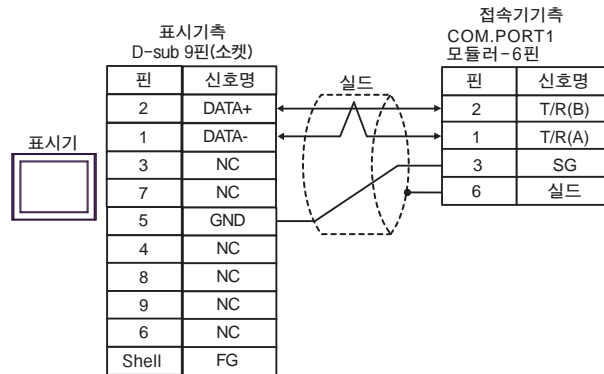 표시기측
D-sub 9핀(소켓)
접속기기측
COM.PORT1
모듈러-6핀
표시기
실드
핀 신호명
2 DATA+
1 DATA-
3 NC
7 NC
5 GND
4 NC
8 NC
9 NC
6 NC
Shell FG
핀 신호명
2 T/R(B)
1 T/R(A)
3 SG
6 실드